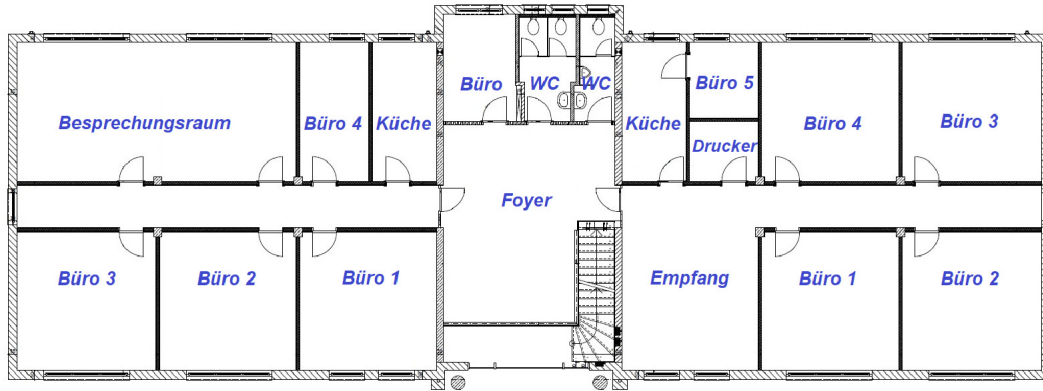 Büro
WC
WC
Büro 5
Besprechungsraum
Büro 4
Küche
Küche
Büro 4
Büro 3
Drucker
Foyer
Büro 3
Büro 2
Büro 1
Empfang
Büro 1
Büro 2